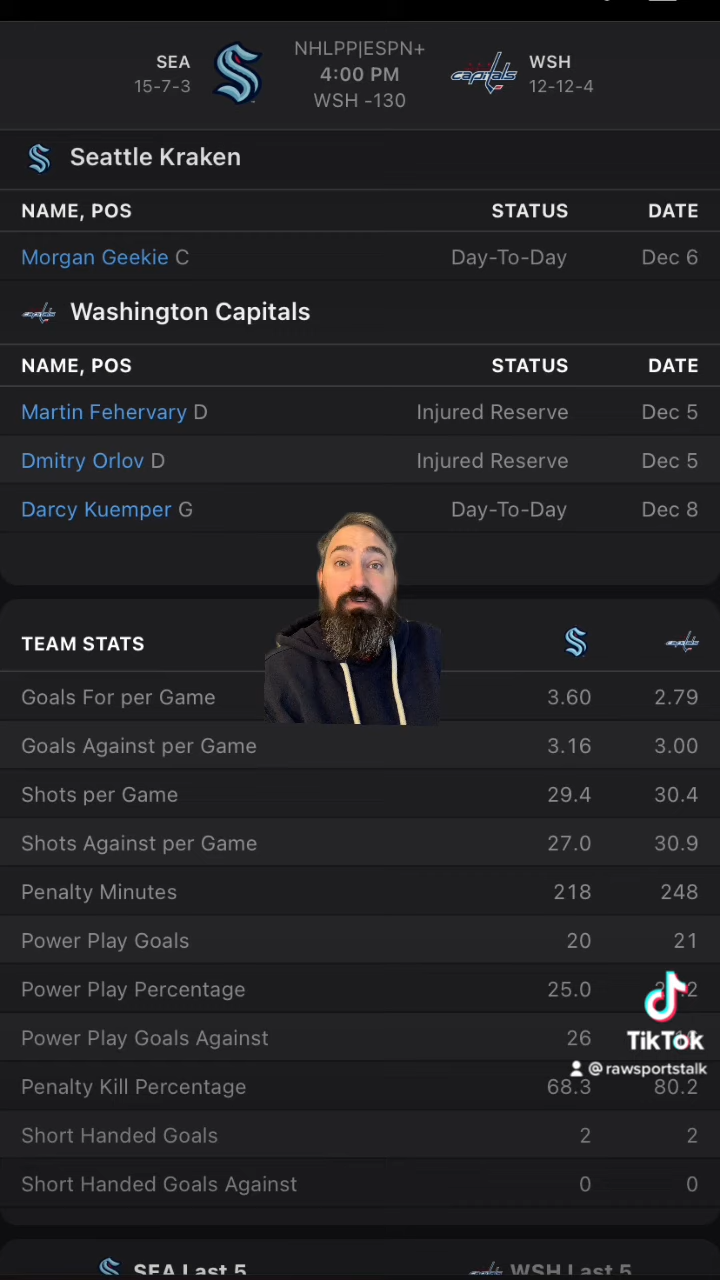 SEA
15-7-3
NHLPP|ESPN+
4:00 PM
WSH -130
capitals
WSH
12-12-4
Seattle Kraken
NAME, POS STATUS DATE
Morgan Geekie C Day-To-Day Dec 6
Washington Capitals
NAME, POS STATUS DATE
Martin Fehervary D Injured Reserve Dec 5
Dmitry Orlov D Injured Reserve Dec 5
Darcy Kuemper G Day-To-Day Dec 8
TEAM STATS
Goals For per Game 3.60 2.79
Goals Against per Game 3.16 3.00
Shots per Game 29.4 30.4
Shots Against per Game 27.0 30.9
Penalty Minutes 218 248
Power Play Goals 20 21
Power Play Percentage 25.0
Power Play Goals Against 26
TikTok
@rawsportstalk
Penalty Kill Percentage 68.3 80.2
Short Handed Goals 2 2
Short Handed Goals Against 0 0
SEA Last 5 WSH Last 5